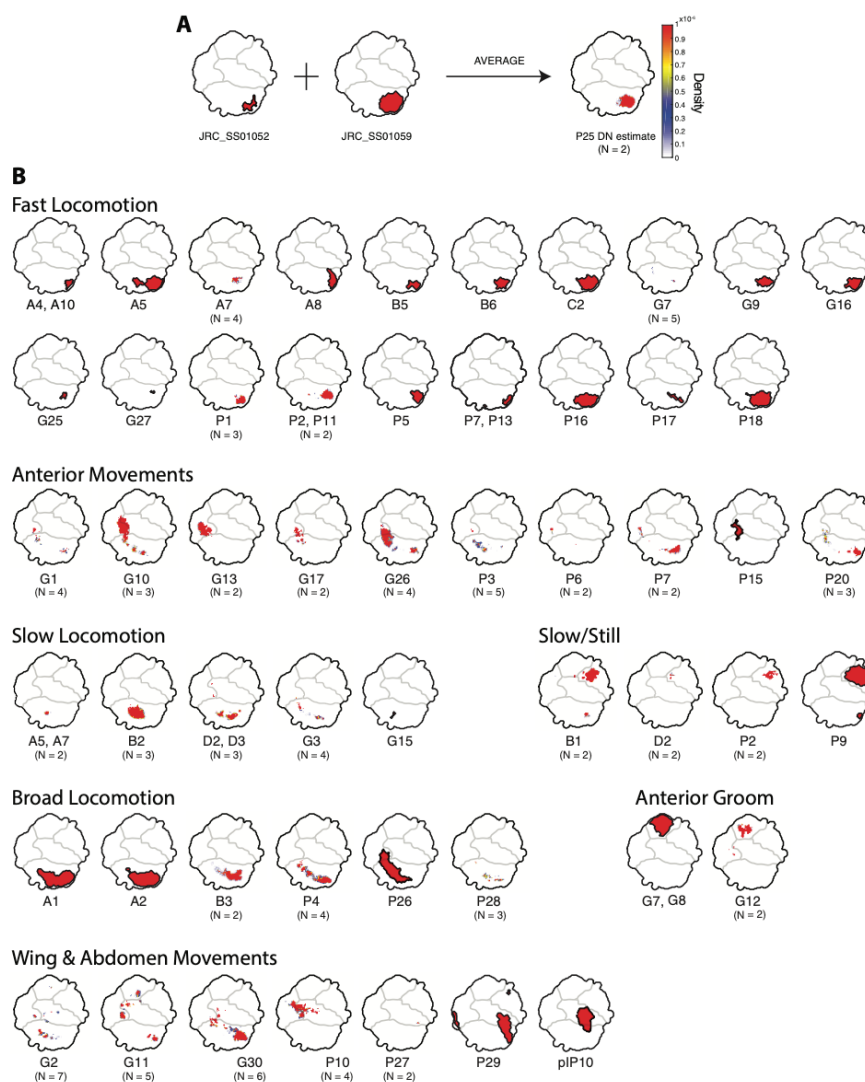 A
AVERAGE
JRC_SS01052
JRC_SS01059
P25 DN estimate
(N = 2)
1 x10⁻³
0.9
0.8
0.7
0.6
0.5
0.4
0.3
0.2
0.1
0
Density
B
Fast Locomotion
A4, A10 A5 A7 A8 B5 B6 C2 G7 G9 G16
(N = 4) (N = 5)
G25 G27 P1 P2, P11 P5 P7, P13 P16 P17 P18
(N = 3) (N = 2)
Anterior Movements
G1 G10 G13 G17 G26 P3 P6 P7 P15 P20
(N = 4) (N = 3) (N = 2) (N = 2) (N = 4) (N = 5) (N = 2) (N = 2) (N = 3)
Slow Locomotion Slow/Still
A5, A7 B2 D2, D3 G3 G15 B1 D2 P2 P9
(N = 2) (N = 3) (N = 3) (N = 4) (N = 2) (N = 2) (N = 2)
Broad Locomotion Anterior Groom
A1 A2 B3 P4 P26 P28 G7, G8 G12
(N = 2) (N = 4) (N = 3) (N = 2)
Wing & Abdomen Movements
G2 G11 G30 P10 P27 P29 pIP10
(N = 7) (N = 5) (N = 6) (N = 4) (N = 2)